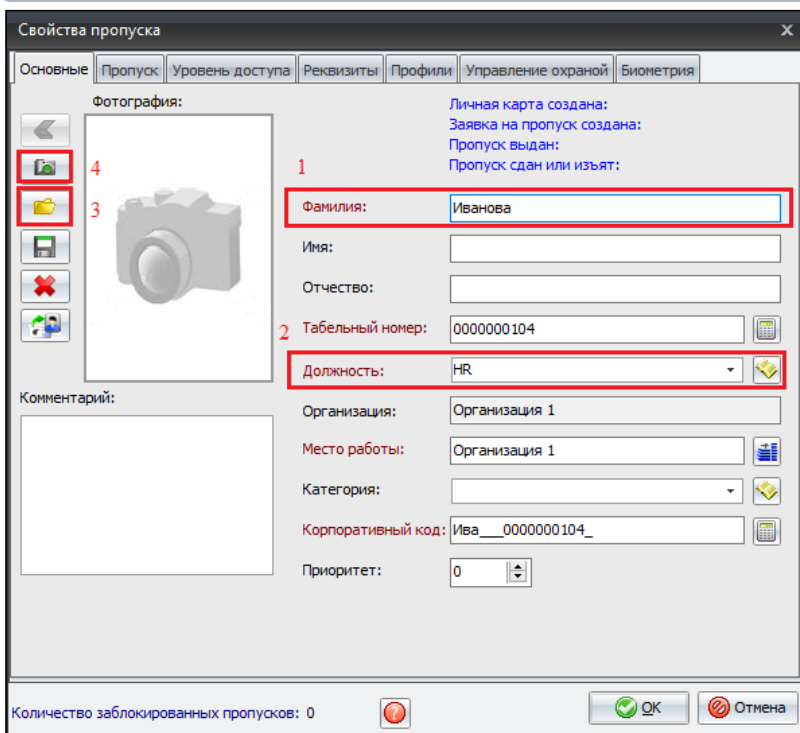 Свойства пропуска
Основные Пропуск Уровень доступа Реквизиты Профили Управление охраной Биометрия
Фотография:
Личная карта создана:
Заявка на пропуск создана:
Пропуск выдан:
Пропуск сдан или изъят:
4
1
3
Фамилия: Иванова
Имя:
Отчество:
2
Табельный номер: 0000000104
Должность: HR
Комментарий:
Организация: Организация 1
Место работы: Организация 1
Категория:
Корпоративный код: Ива___0000000104_
Приоритет: 0
Количество заблокированных пропусков: 0
? OK Отмена